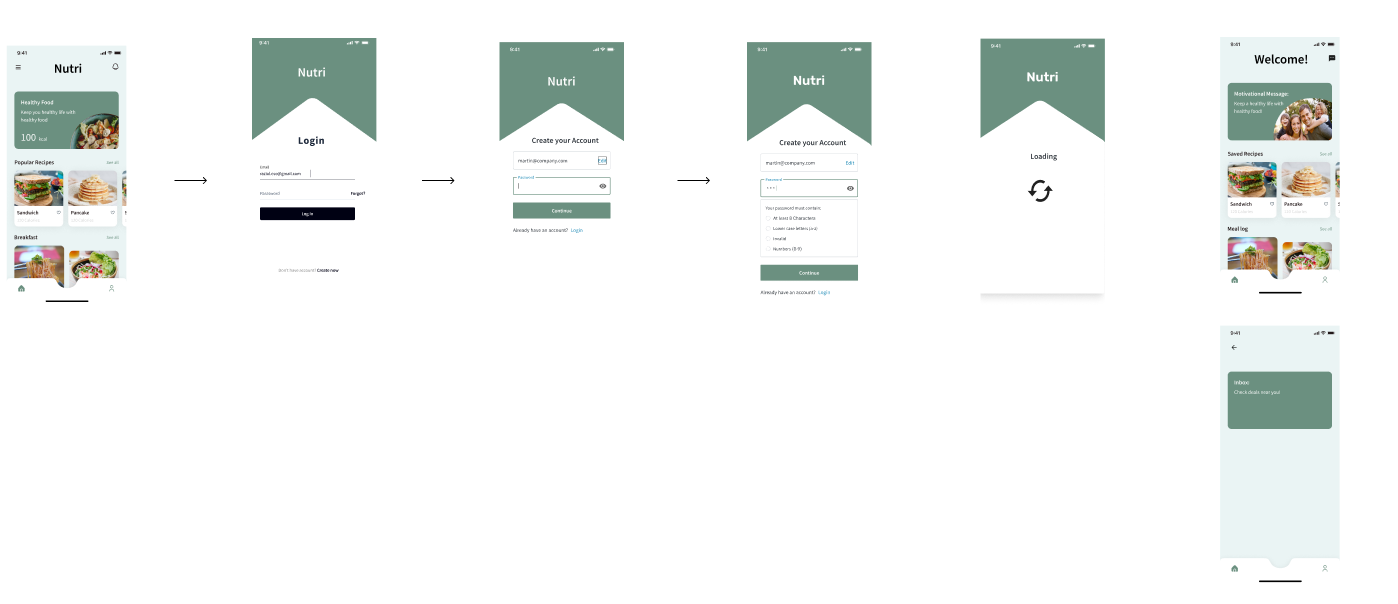 9:41
Nutri
Healthy Food
Keep you healthy life with
healthy food
100 kcal
Popular Recipes
See all
Sandwich
Pancake
Breakfast
See all
9:41
Nutri
Login
Email
Password
Forgot?
Log in
Don't have account? Create now
9:41
Nutri
Create your Account
martin@company.com
Edit
Password
Continue
Already have an account? Login
9:41
Nutri
Create your Account
martin@company.com
Edit
Password
Your password must contain:
At least 6 Characters
Lower case letters (a-z)
Invalid
Numbers (0-9)
Continue
Already have an account? Login
9:41
Nutri
Loading
9:41
Welcome!
Motivational Message:
Keep a healthy life with
healthy food!
Saved Recipes
See all
Sandwich
Pancake
Meal log
See all
9:41
Inbox:
Check deals near you!